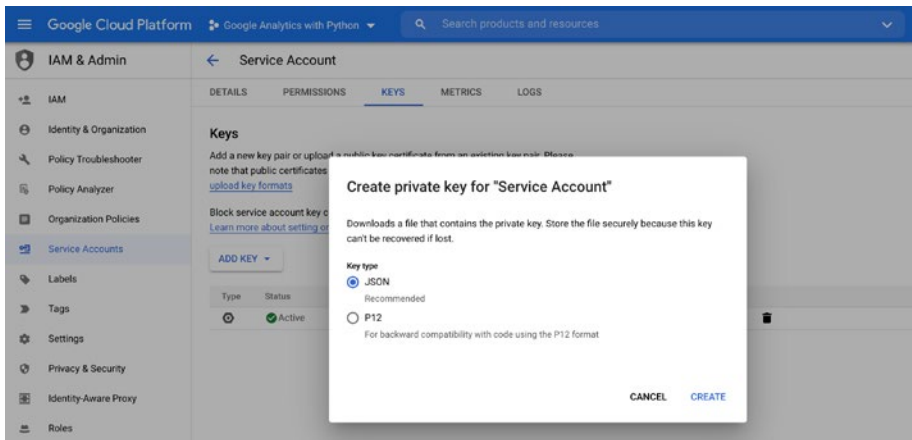 Google Cloud Platform
Google Analytics with Python
Search products and resources
IAM & Admin
Service Account
DETAILS
PERMISSIONS
KEYS
METRICS
LOGS
IAM
Identity & Organization
Policy Troubleshooter
Policy Analyzer
Organization Policies
Service Accounts
Labels
Tags
Settings
Privacy & Security
Identity-Aware Proxy
Roles
Keys
Add a new key pair or upload a public key certificate from an existing key pair. Please
note that public certificates
upload key formats
Block service account key c
Learn more about setting or
ADD KEY
Type
Status
Active
Create private key for "Service Account"
Downloads a file that contains the private key. Store the file securely because this key
can't be recovered if lost.
Key type
JSON
Recommended
P12
For backward compatibility with code using the P12 format
CANCEL
CREATE